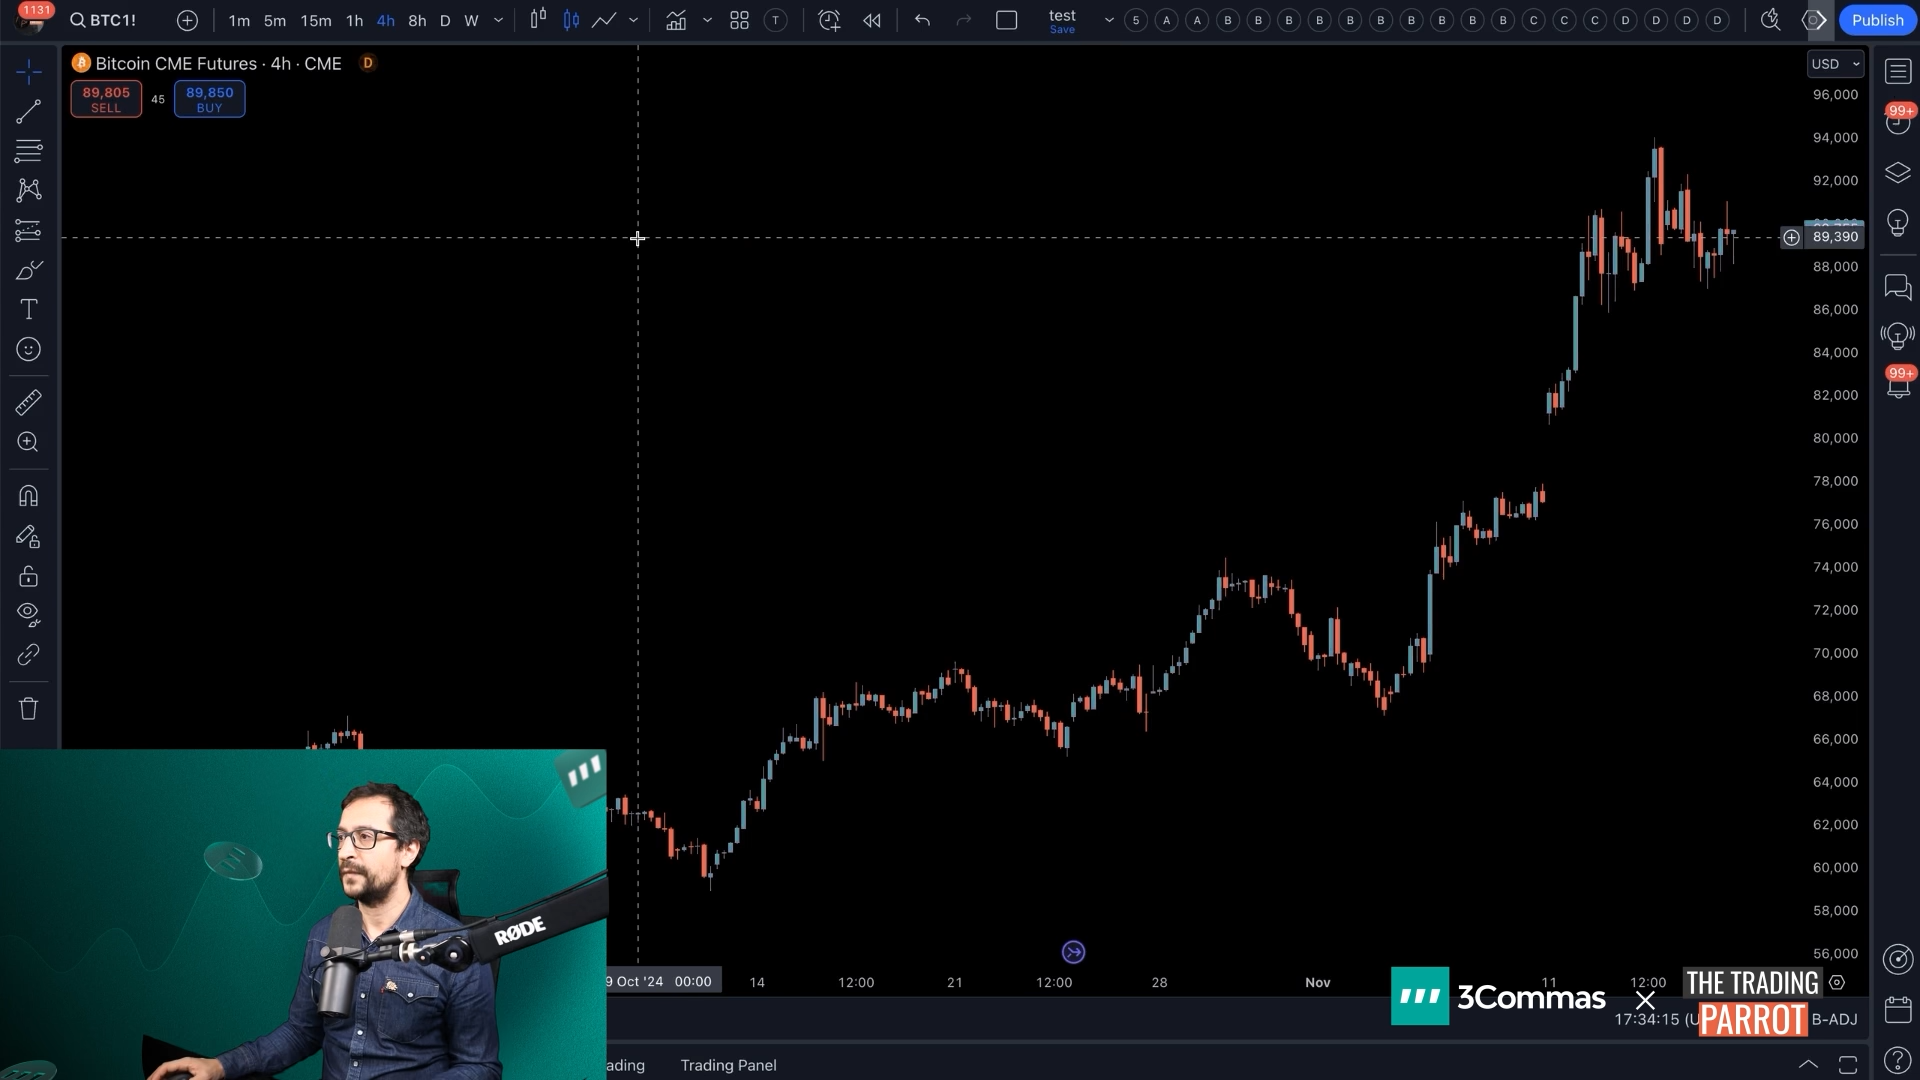 1131
BTC1!
1m 5m 15m 1h 4h 8h D W
T
test
Save
5 A A B B B B B B B B B B C C C D D D D
Publish
Bitcoin CME Futures · 4h · CME D
USD
89,805
SELL
45
89,850
BUY
96,000
94,000
92,000
89,390
88,000
86,000
84,000
82,000
80,000
78,000
76,000
74,000
72,000
70,000
68,000
66,000
64,000
62,000
60,000
58,000
56,000
99+
99+
RØDE
9 Oct '24 00:00
14
12:00
21
12:00
28
Nov
11
12:00
3Commas
THE TRADING
PARROT
17:34:15 (U
B-ADJ
ading
Trading Panel